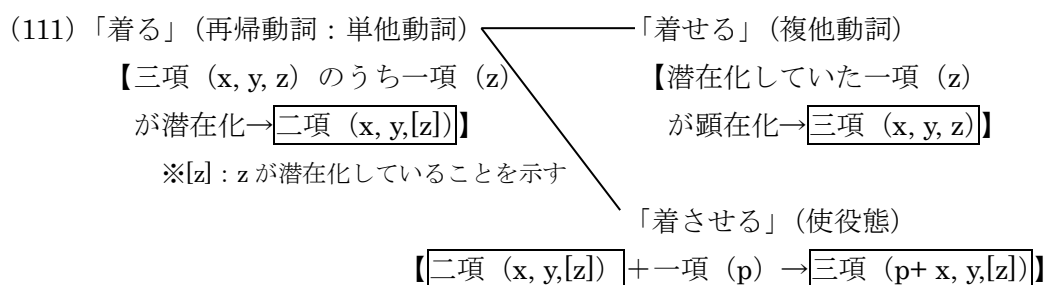 (111)「着る」(再帰動詞：単他動詞) 「着せる」(複他動詞)
【三項 (x, y, z) のうち一項 (z) 【潜在化していた一項 (z)
が潜在化→二項 (x, y,[z])】 が顕在化→三項 (x, y, z)】
※[z]：z が潜在化していることを示す
「着させる」(使役態)
【二項 (x, y,[z]) ＋一項 (p) →三項 (p+ x, y,[z])】